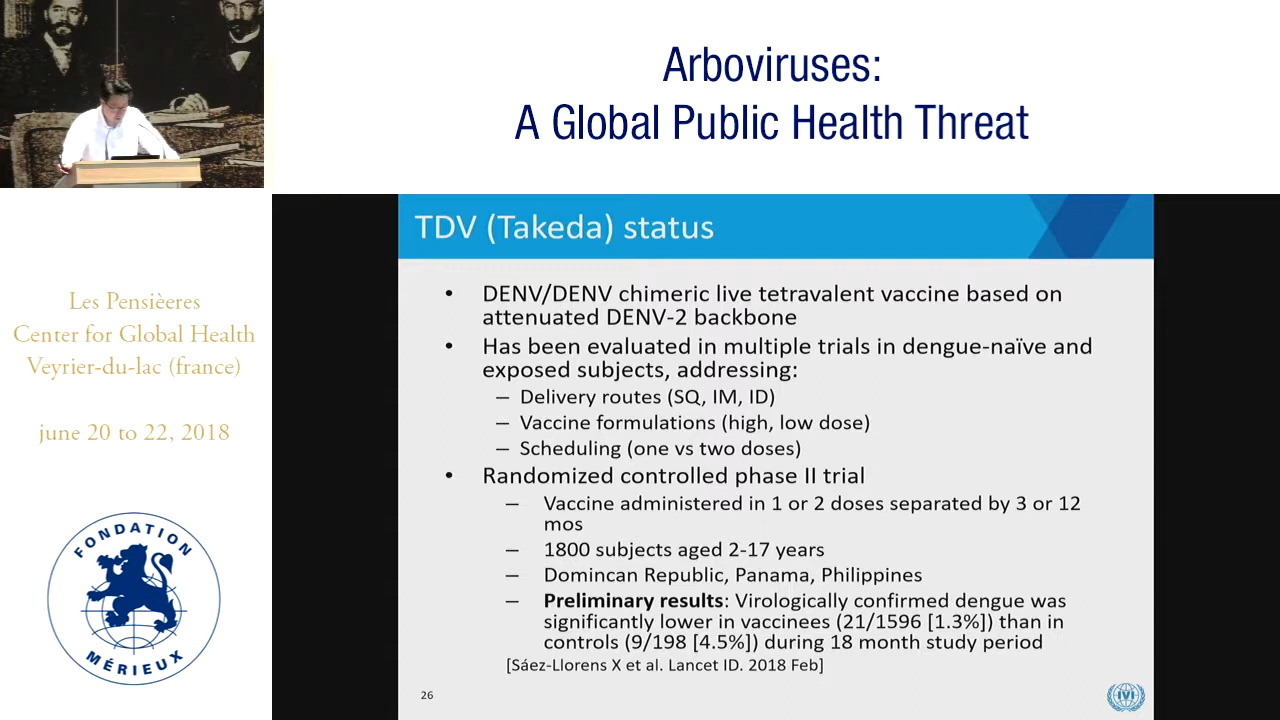 Arboviruses:
A Global Public Health Threat
Les Pensièeres
Center for Global Health
Veyrier-du-lac (france)
june 20 to 22, 2018
FONDATION
MÉRIEUX
TDV (Takeda) status
• DENV/DENV chimeric live tetravalent vaccine based on
attenuated DENV-2 backbone
• Has been evaluated in multiple trials in dengue-naïve and
exposed subjects, addressing:
– Delivery routes (SQ, IM, ID)
– Vaccine formulations (high, low dose)
– Scheduling (one vs two doses)
• Randomized controlled phase II trial
– Vaccine administered in 1 or 2 doses separated by 3 or 12
mos
– 1800 subjects aged 2-17 years
– Domincan Republic, Panama, Philippines
– Preliminary results: Virologically confirmed dengue was
significantly lower in vaccinees (21/1596 [1.3%]) than in
controls (9/198 [4.5%]) during 18 month study period
[Sáez-Llorens X et al. Lancet ID. 2018 Feb]
26
IVI